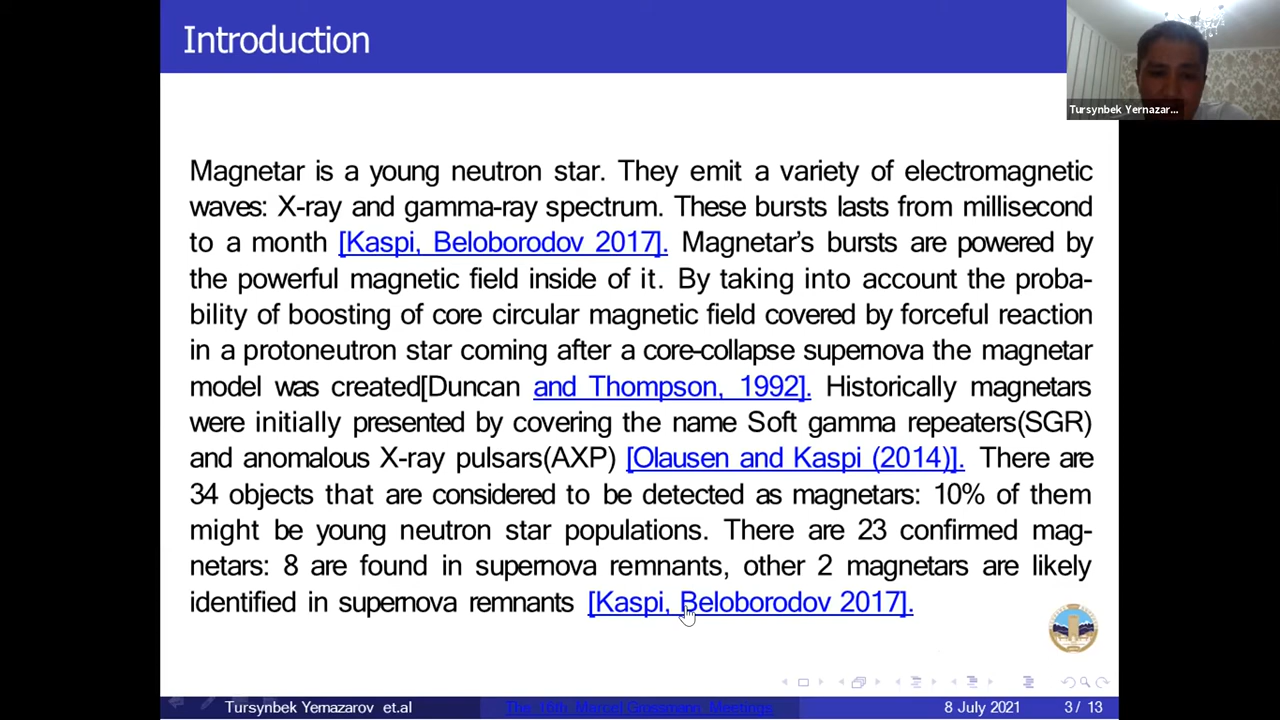 Introduction
Tursynbek Yernazar...
Magnetar is a young neutron star. They emit a variety of electromagnetic
waves: X-ray and gamma-ray spectrum. These bursts lasts from millisecond
to a month [Kaspi, Beloborodov 2017]. Magnetar's bursts are powered by
the powerful magnetic field inside of it. By taking into account the proba-
bility of boosting of core circular magnetic field covered by forceful reaction
in a protoneutron star coming after a core-collapse supernova the magnetar
model was created[Duncan and Thompson, 1992]. Historically magnetars
were initially presented by covering the name Soft gamma repeaters(SGR)
and anomalous X-ray pulsars(AXP) [Olausen and Kaspi (2014)]. There are
34 objects that are considered to be detected as magnetars: 10% of them
might be young neutron star populations. There are 23 confirmed mag-
netars: 8 are found in supernova remnants, other 2 magnetars are likely
identified in supernova remnants [Kaspi, Beloborodov 2017].
Tursynbek Yernazarov et.al
The 16th Marcel Grossmann Meetings
8 July 2021
3 / 13